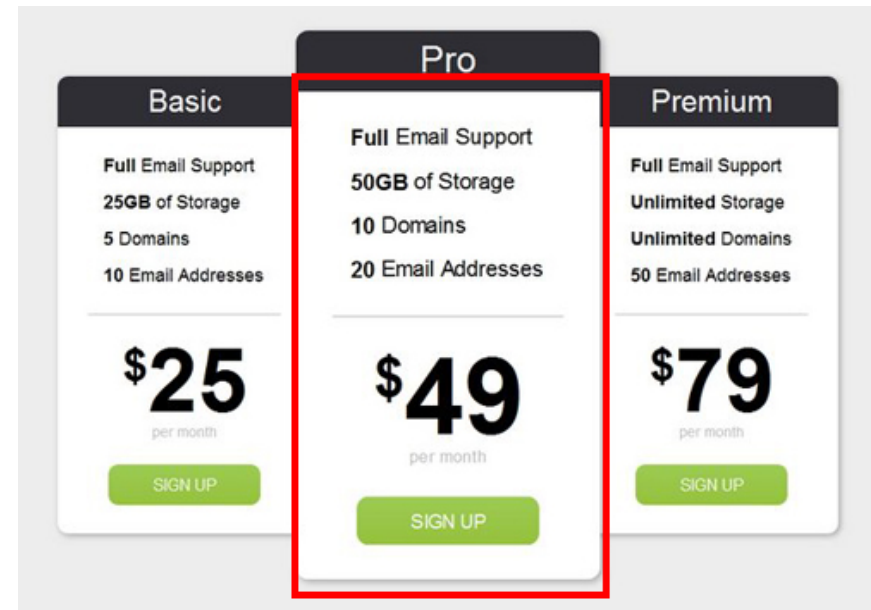 Basic
Full Email Support
25GB of Storage
5 Domains
10 Email Addresses
$25
per month
SIGN UP
Pro
Full Email Support
50GB of Storage
10 Domains
20 Email Addresses
$49
per month
SIGN UP
Premium
Full Email Support
Unlimited Storage
Unlimited Domains
50 Email Addresses
$79
per month
SIGN UP